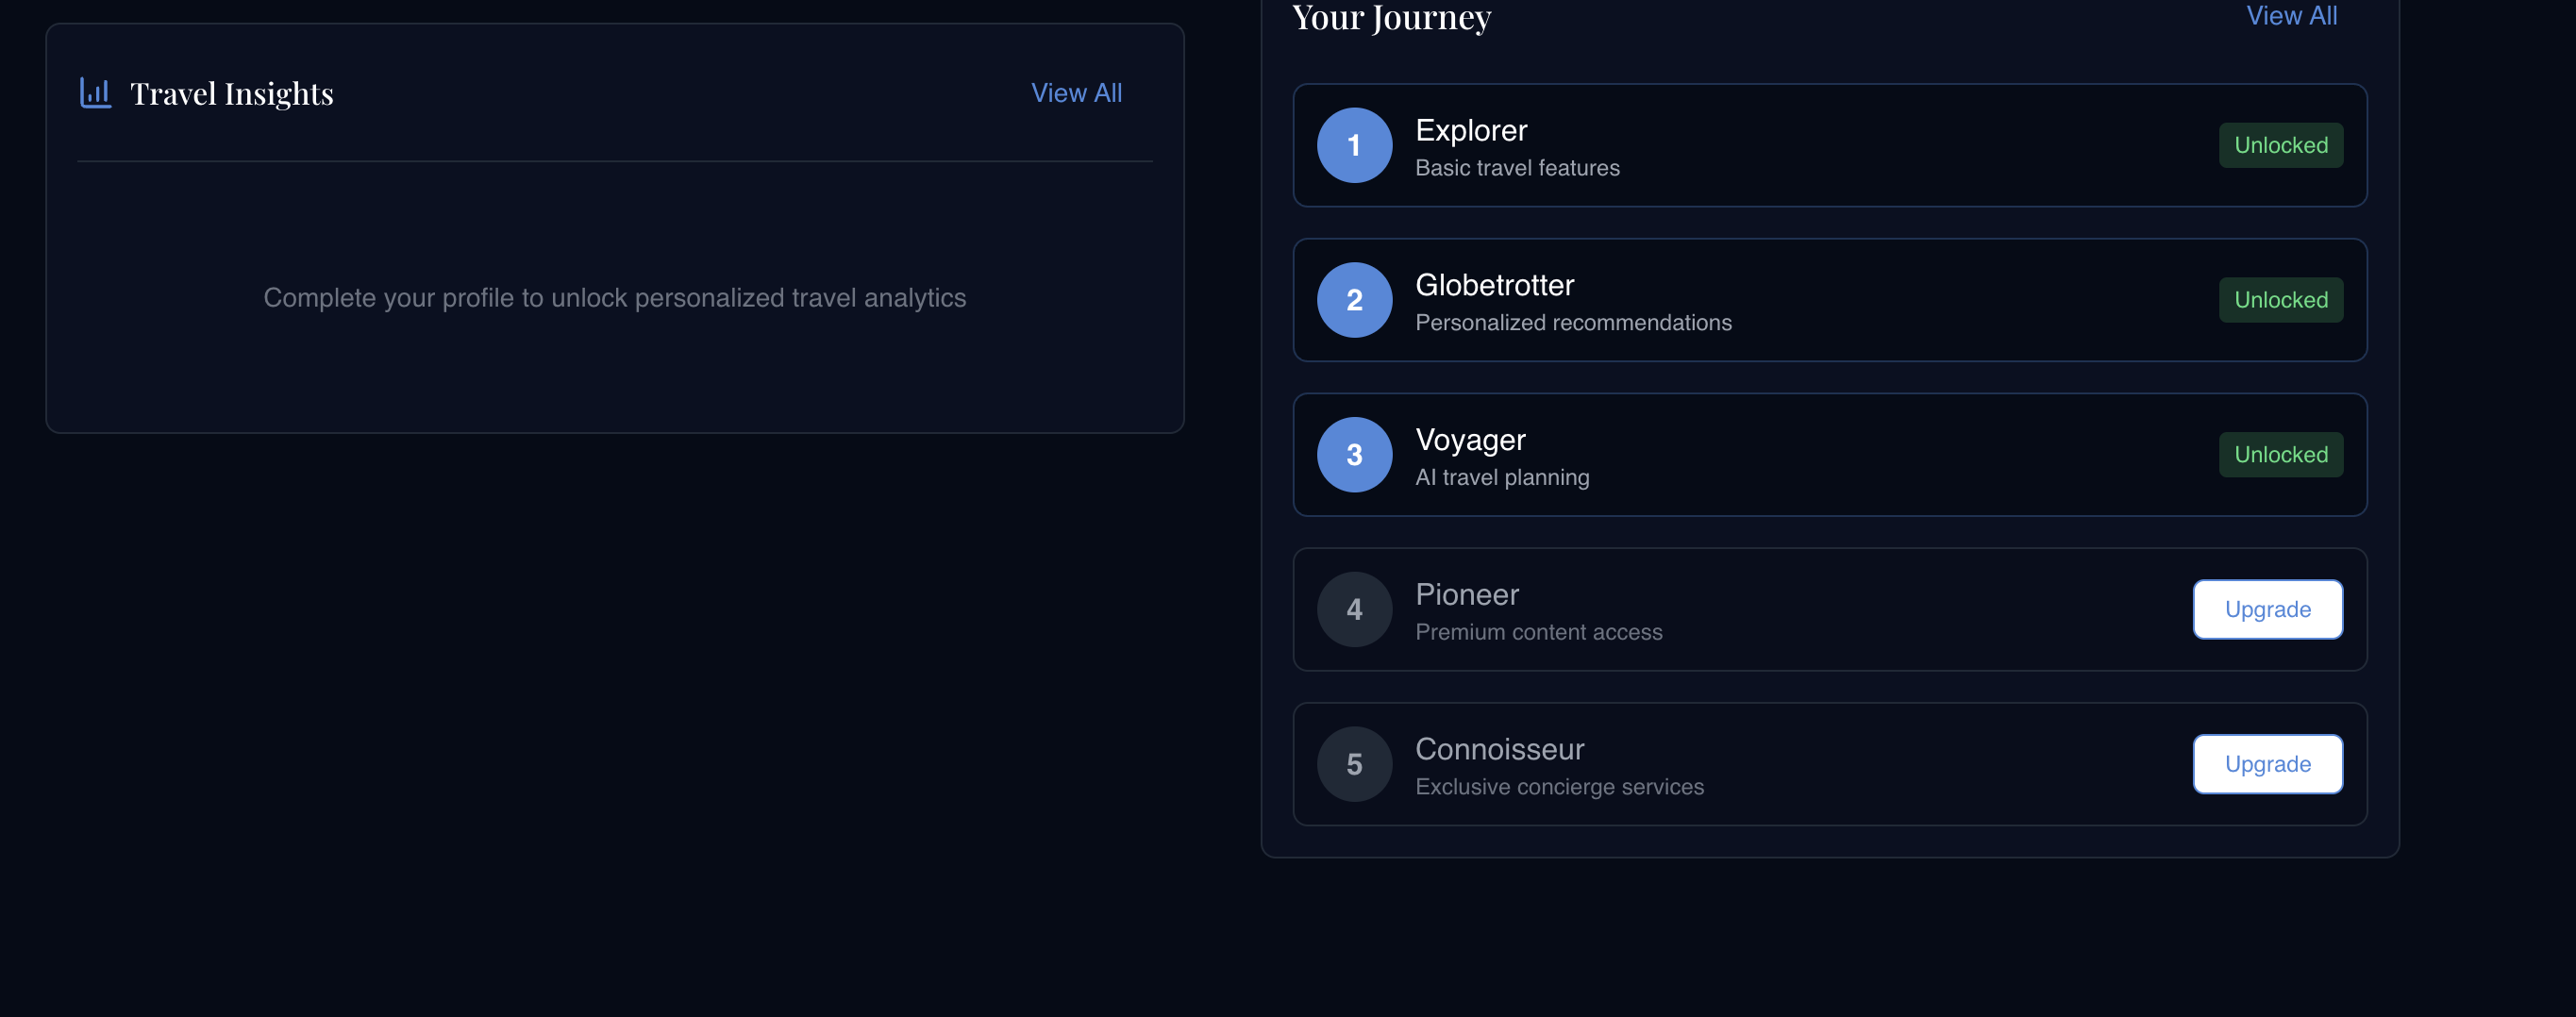 Travel Insights
View All
Complete your profile to unlock personalized travel analytics
Your Journey
View All
1
Explorer
Basic travel features
Unlocked
2
Globetrotter
Personalized recommendations
Unlocked
3
Voyager
AI travel planning
Unlocked
4
Pioneer
Premium content access
Upgrade
5
Connoisseur
Exclusive concierge services
Upgrade